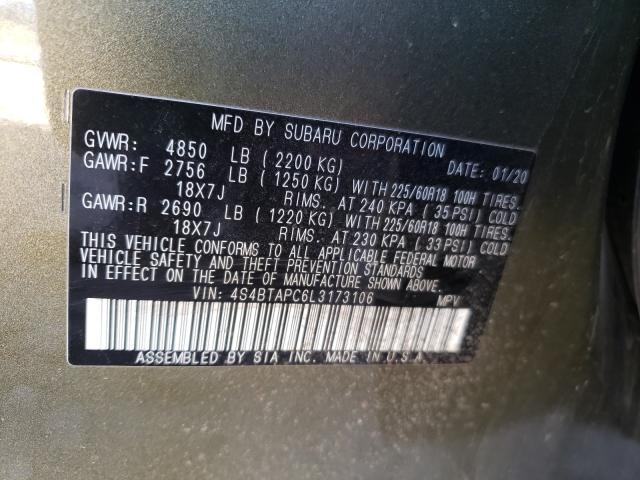 MFD BY SUBARU CORPORATION
GVWR: 4850 LB (2200 KG) DATE: 01/20
GAWR:F 2756 LB (1250 KG) WITH 225/60R18 100H TIRES,
18X7J RIMS, AT 240 KPA (35 PSI) COLD
GAWR:R 2690 LB (1220 KG) WITH 225/60R18 100H TIRES,
18X7J RIMS, AT 230 KPA (33 PSI) COLD
THIS VEHICLE CONFORMS TO ALL APPLICABLE FEDERAL MOTOR
VEHICLE SAFETY AND THEFT PREVENTION STANDARDS
IN EFFECT ON THE DATE OF MANUFACTURE SHOWN ABOVE.
VIN: 4S4BTAPC6L3173106 MPV
ASSEMBLED BY SIA INC. MADE IN U.S.A.